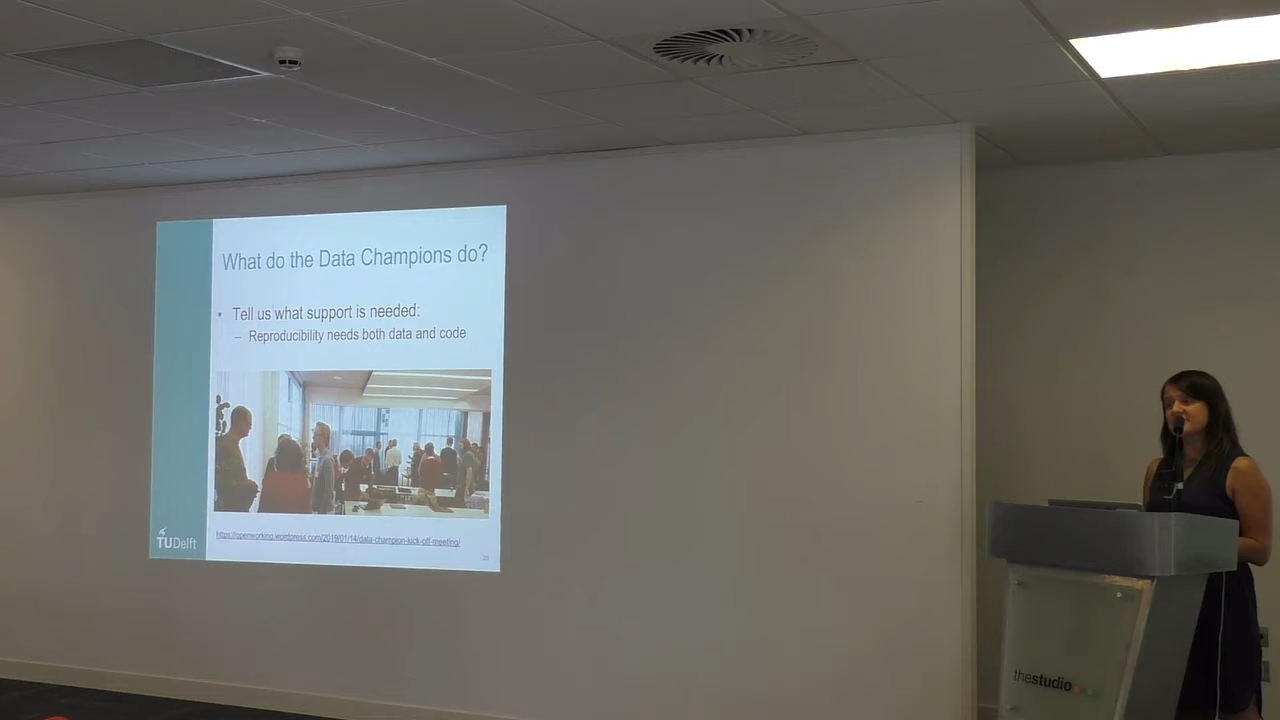 What do the Data Champions do?
• Tell us what support is needed:
– Reproducibility needs both data and code
https://openworking.wordpress.com/2019/01/14/data-champion-kick-off-meeting/
TUDelft
thestudio